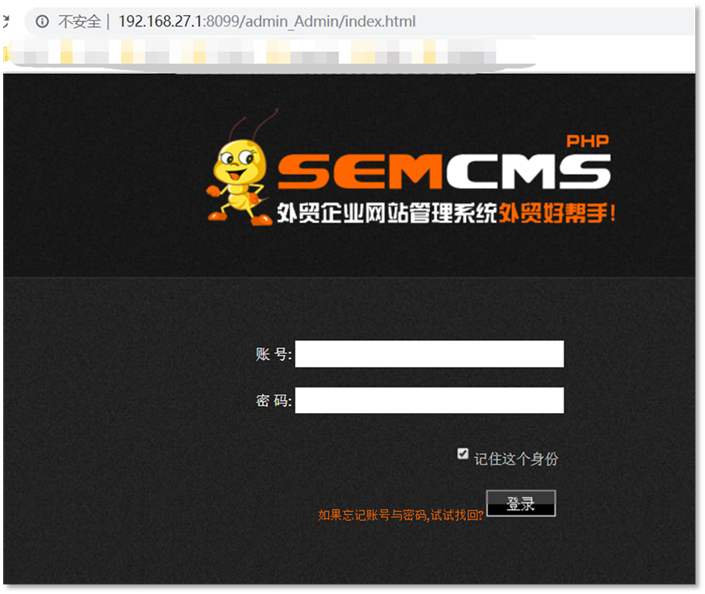 不安全 | 192.168.27.1:8099/admin_Admin/index.html
PHP
SEMCMS
外贸企业网站管理系统外贸好帮手!
账 号:
密 码:
记住这个身份
如果忘记账号与密码,试试找回?
登录